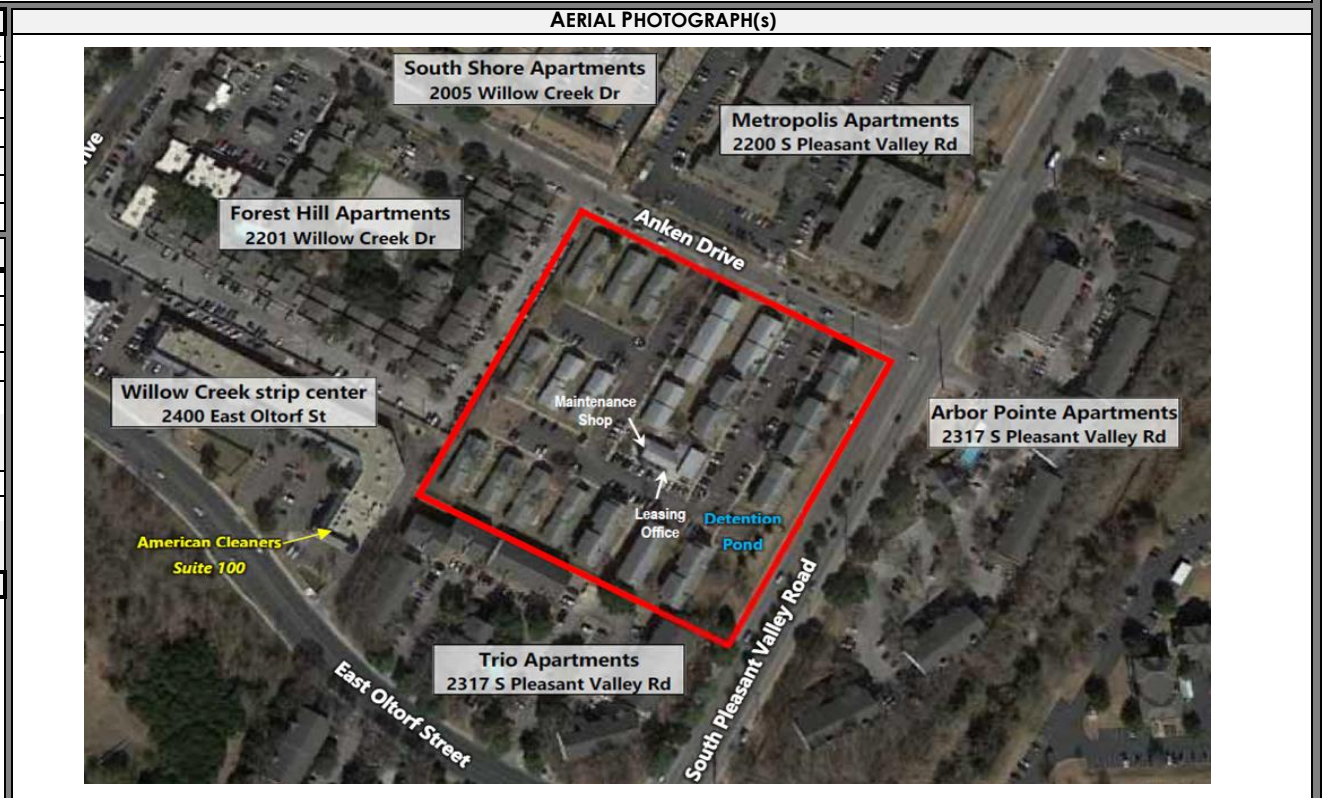 AERIAL PHOTOGRAPH(s)
South Shore Apartments
2005 Willow Creek Dr
Metropolis Apartments
2200 S Pleasant Valley Rd
ive
Forest Hill Apartments
2201 Willow Creek Dr
Anken Drive
Willow Creek strip center
2400 East Oltorf St
Maintenance
Shop
Arbor Pointe Apartments
2317 S Pleasant Valley Rd
Leasing
Office
Detention
Pond
American Cleaners
Suite 100
Trio Apartments
2317 S Pleasant Valley Rd
East Oltorf Street
South Pleasant Valley Road